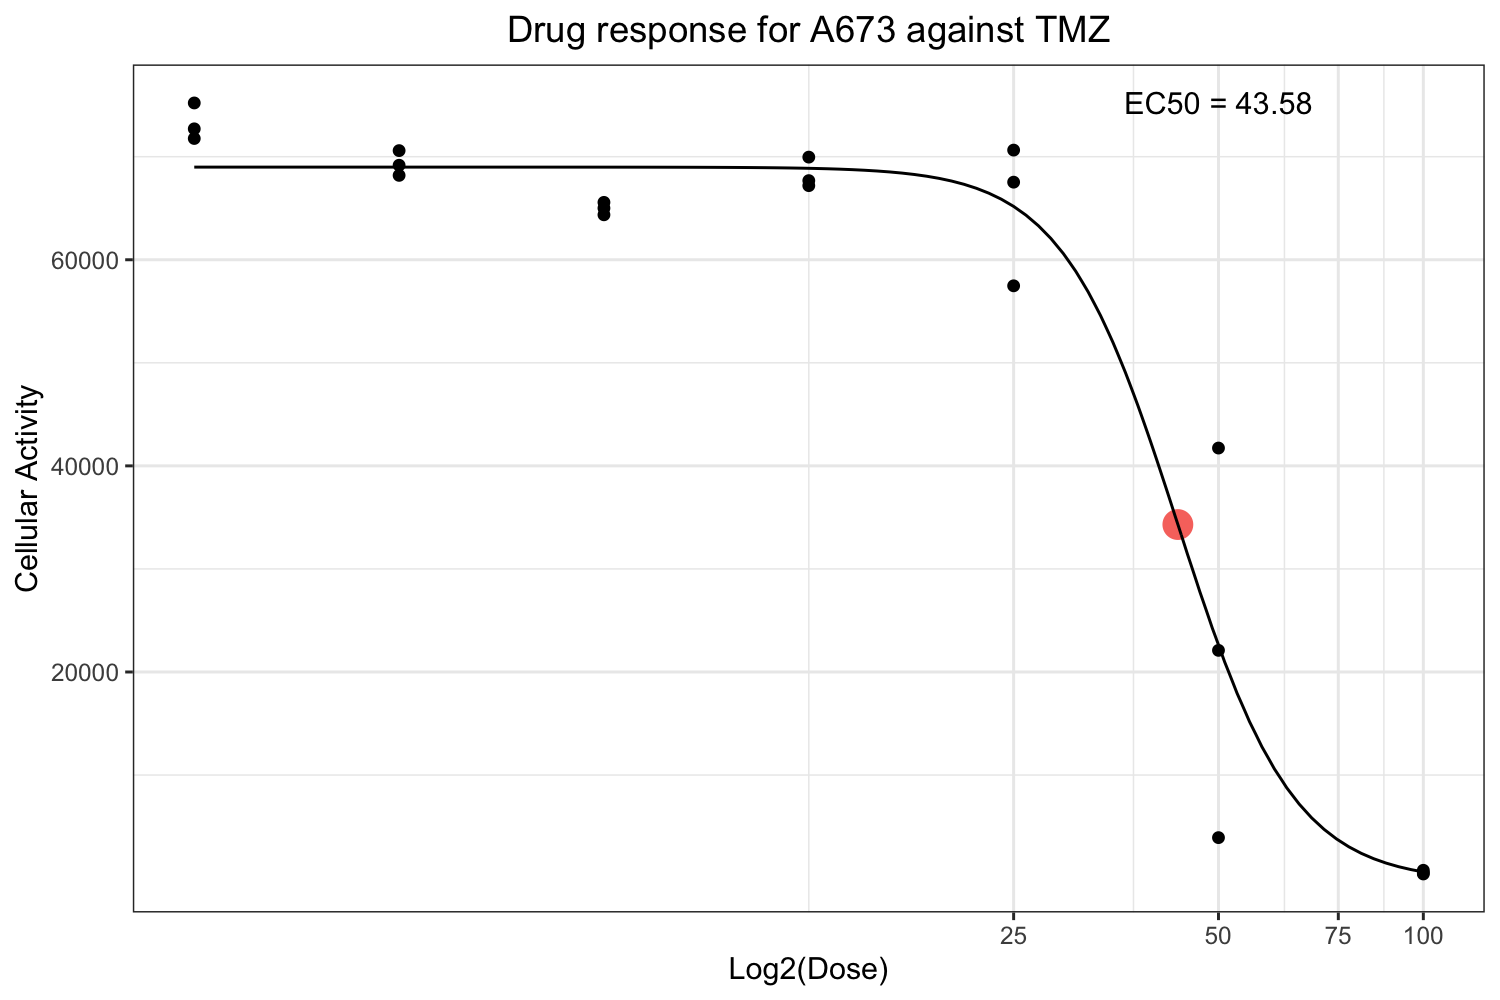 Drug response for A673 against TMZ
EC50 = 43.58
60000
40000
20000
Cellular Activity
25 50 75 100
Log2(Dose)